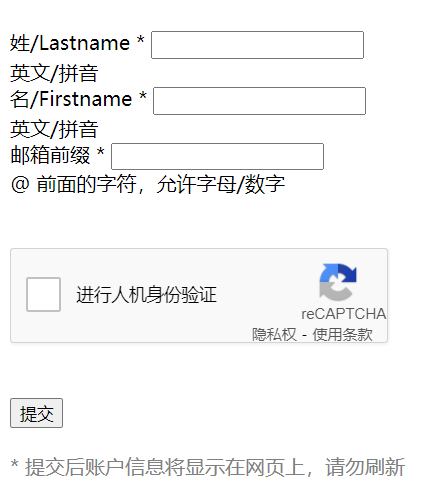 姓/Lastname *
英文/拼音
名/Firstname *
英文/拼音
邮箱前缀 *
@ 前面的字符，允许字母/数字
进行人机身份验证
reCAPTCHA
隐私权 - 使用条款
提交
* 提交后账户信息将显示在网页上，请勿刷新